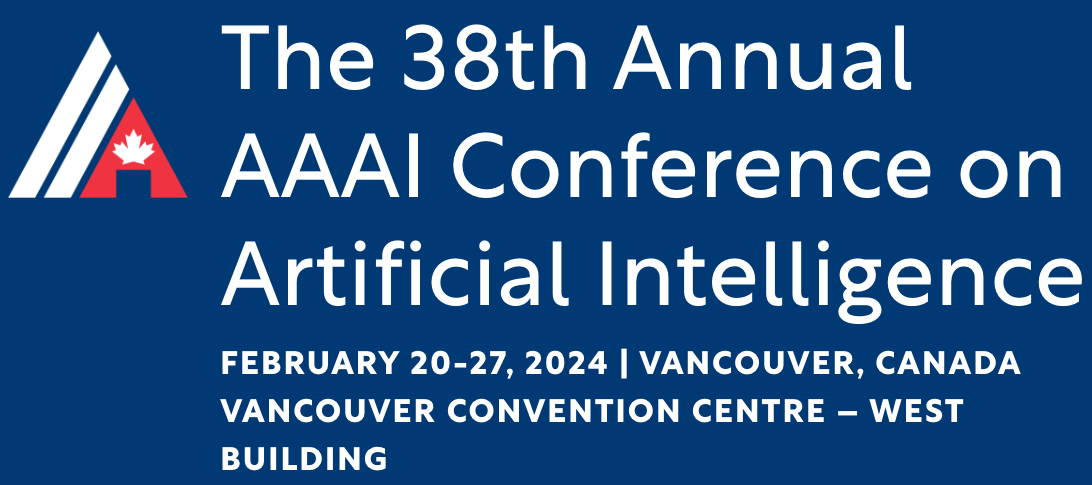 The 38th Annual
AAAI Conference on
Artificial Intelligence
FEBRUARY 20-27, 2024 | VANCOUVER, CANADA
VANCOUVER CONVENTION CENTRE – WEST
BUILDING